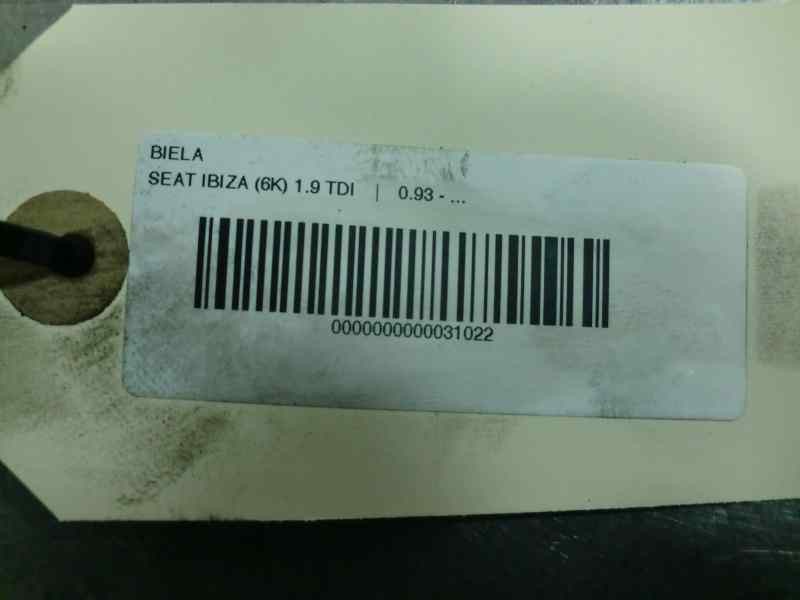 BIELA
SEAT IBIZA (6K) 1.9 TDI | 0.93 - ...
0000000000031022